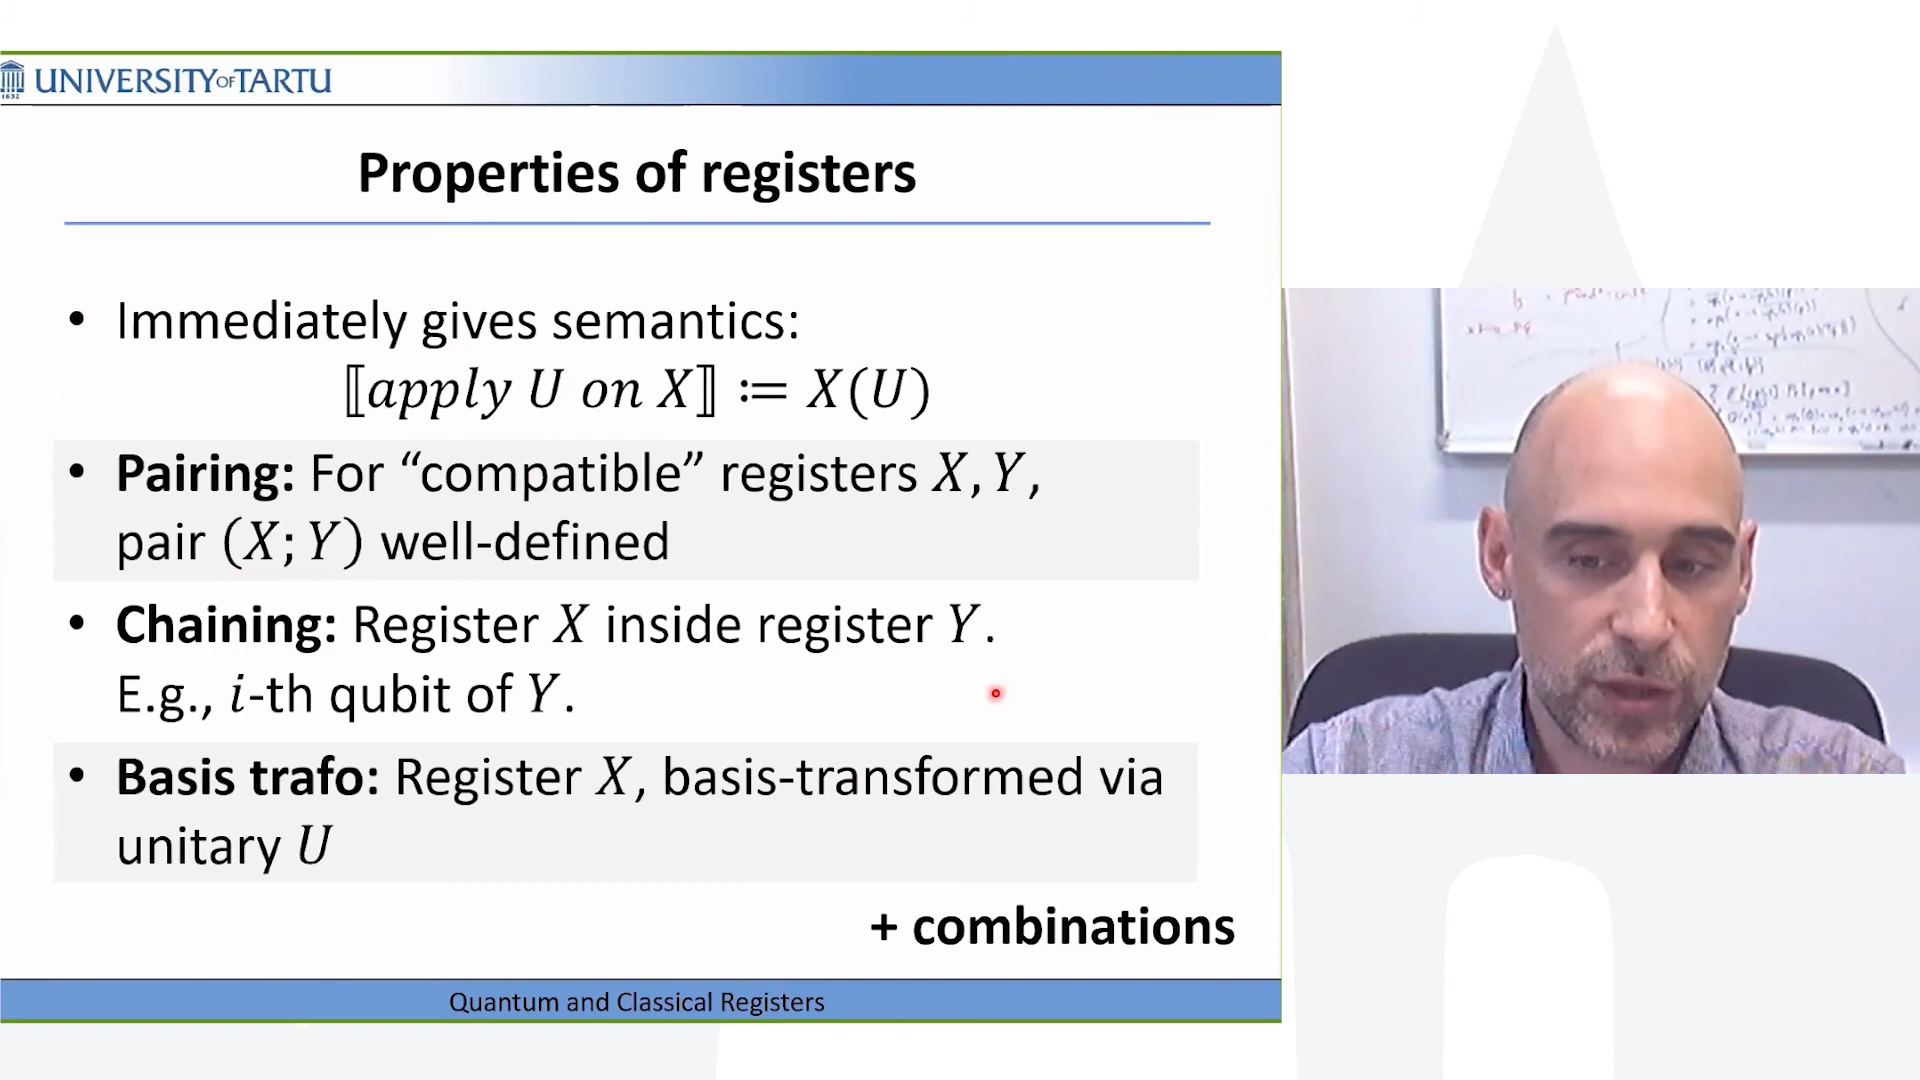 UNIVERSITY OF TARTU
1632
Properties of registers
• Immediately gives semantics:
⟦apply U on X⟧ ≔ X(U)
• Pairing: For “compatible” registers X, Y,
pair (X; Y) well-defined
• Chaining: Register X inside register Y.
E.g., i-th qubit of Y.
• Basis trafo: Register X, basis-transformed via
unitary U
+ combinations
Quantum and Classical Registers